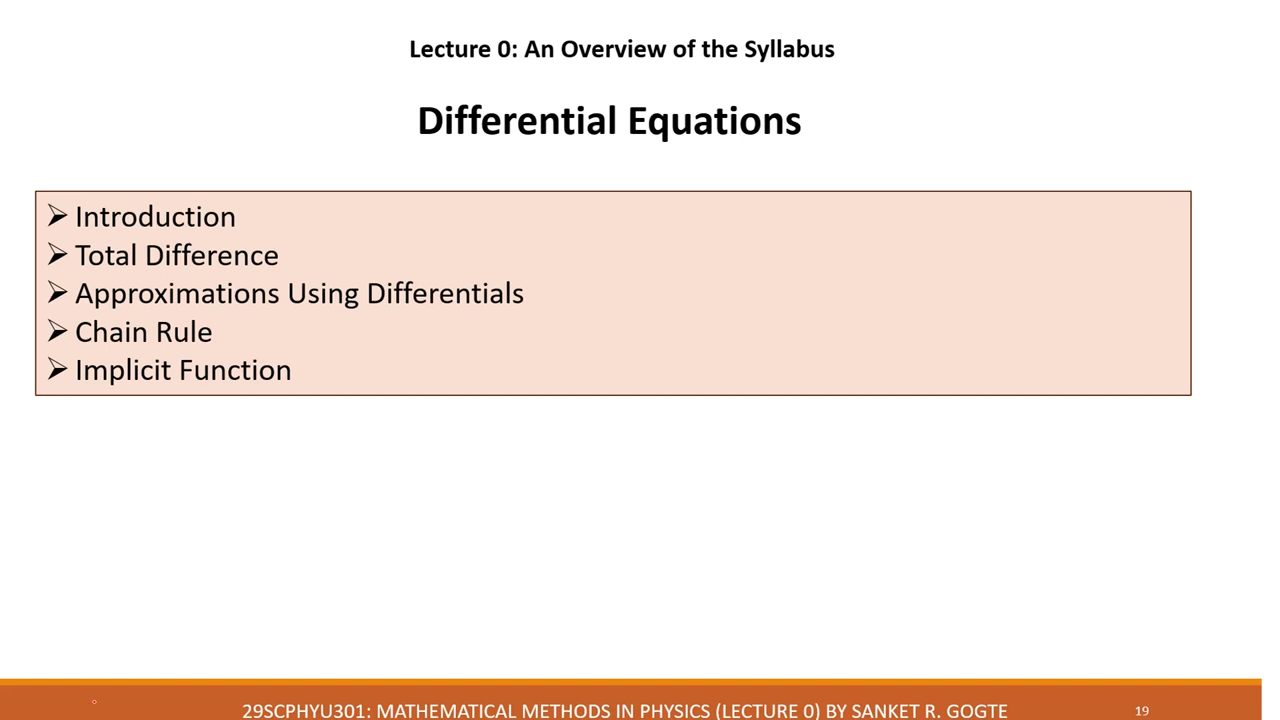 Lecture 0: An Overview of the Syllabus
Differential Equations
➢ Introduction
➢ Total Difference
➢ Approximations Using Differentials
➢ Chain Rule
➢ Implicit Function
29SCPHYU301: MATHEMATICAL METHODS IN PHYSICS (LECTURE 0) BY SANKET R. GOGTE 19